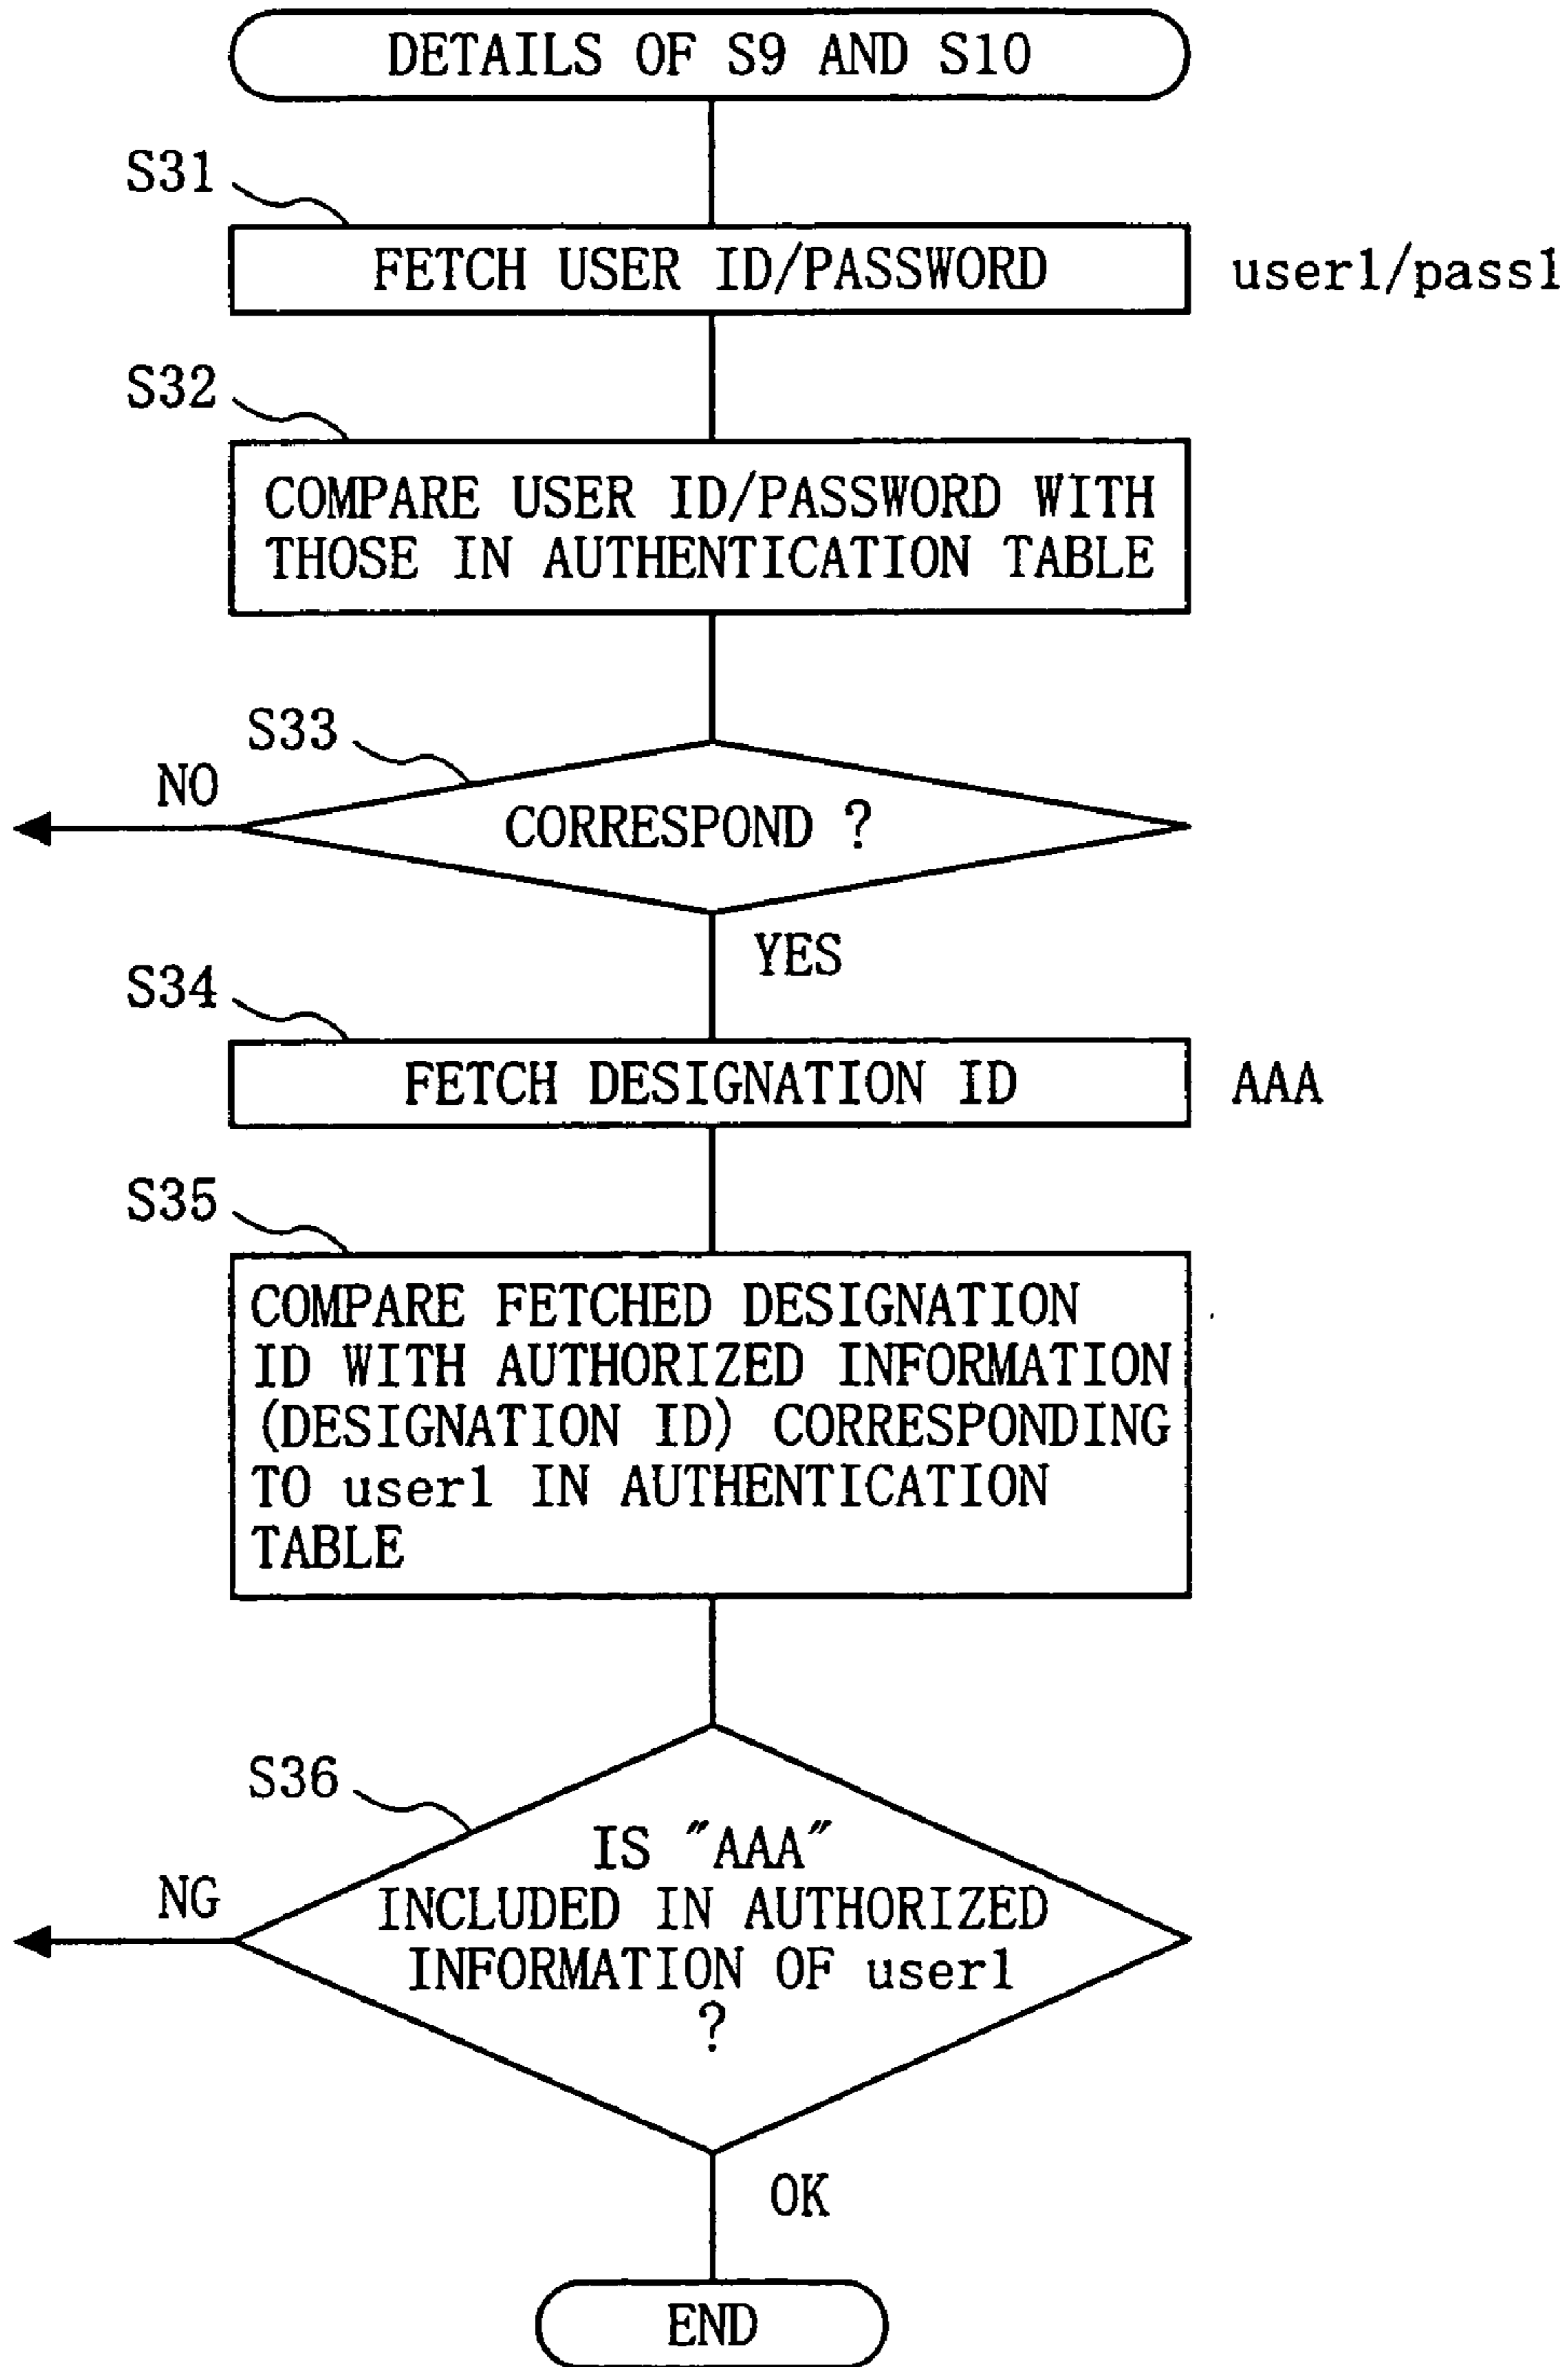 DETAILS OF S9 AND S10
S31
FETCH USER ID/PASSWORD
user1/pass1
S32
COMPARE USER ID/PASSWORD WITH
THOSE IN AUTHENTICATION TABLE
S33
NO
CORRESPOND ?
YES
S34
FETCH DESIGNATION ID
AAA
S35
COMPARE FETCHED DESIGNATION
ID WITH AUTHORIZED INFORMATION
(DESIGNATION ID) CORRESPONDING
TO user1 IN AUTHENTICATION
TABLE
S36
NG
IS "AAA"
INCLUDED IN AUTHORIZED
INFORMATION OF user1
?
OK
END